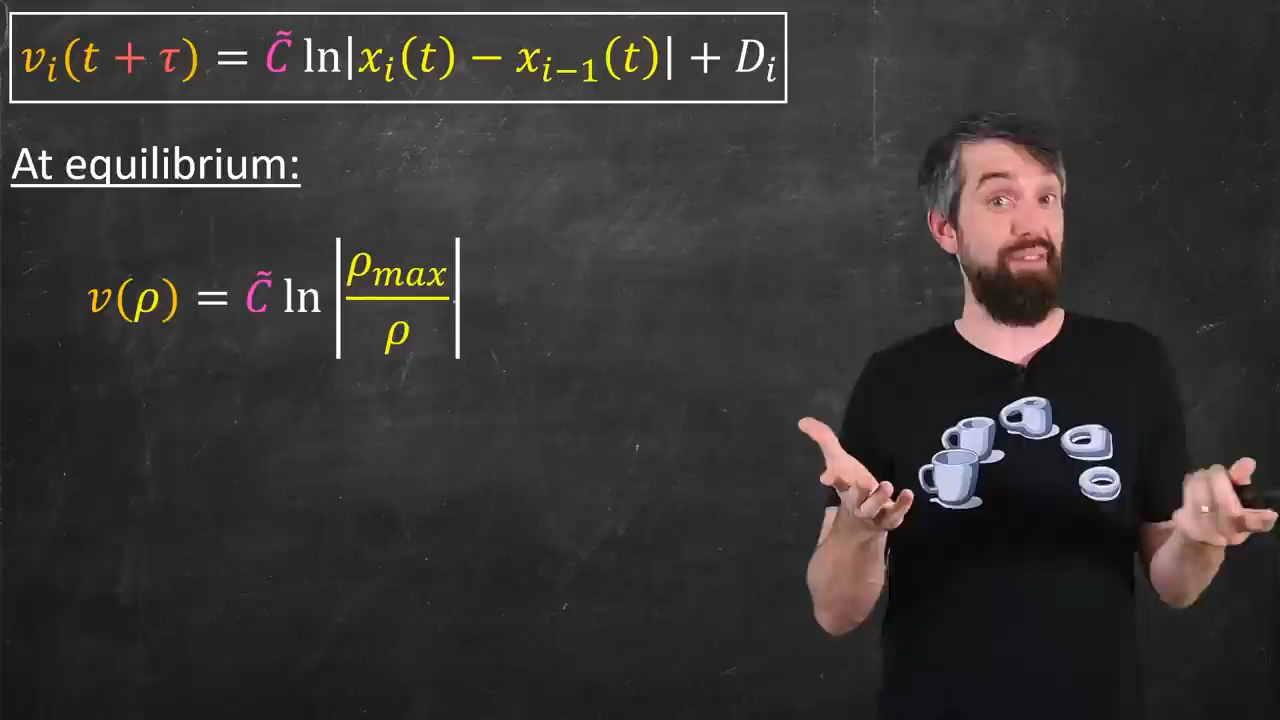 vᵢ(t + τ) = C̃ ln|xᵢ(t) − xᵢ₋₁(t)| + Dᵢ
At equilibrium:
v(ρ) = C̃ ln |ρₘₐₓ / ρ|